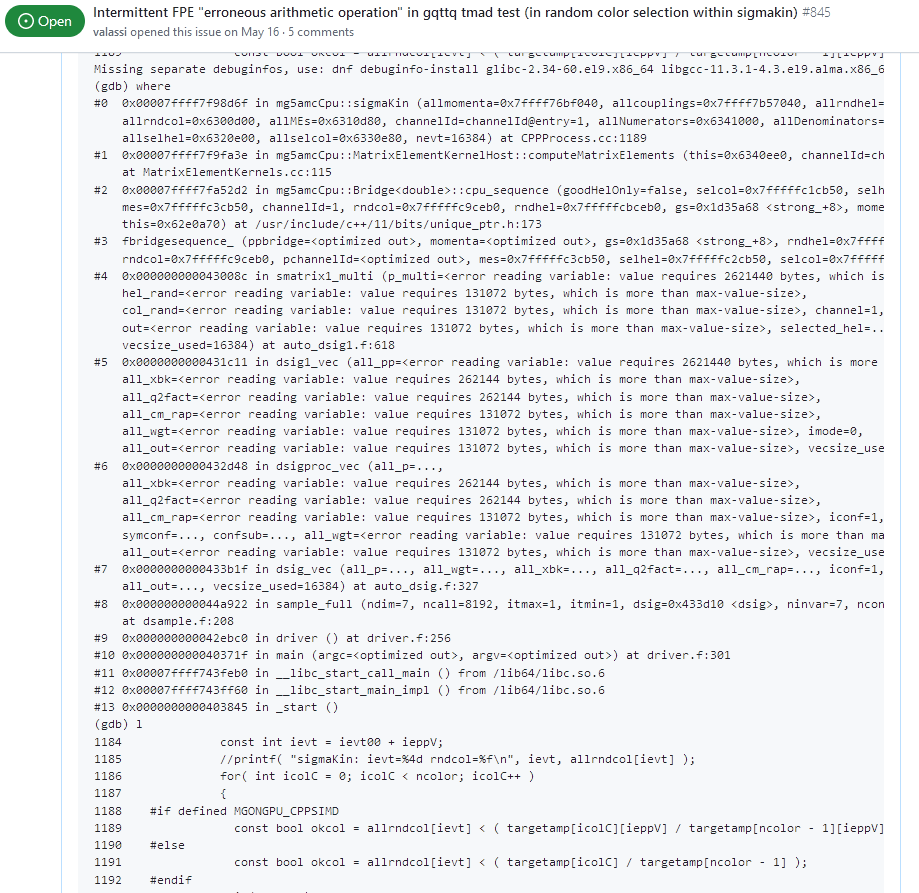 Open
Intermittent FPE "erroneous arithmetic operation" in gqttq tmad test (in random color selection within sigmakin) #845
valassi opened this issue on May 16 · 5 comments
1189 const bool okcol = allrndcol[ievt] < ( targetamp[icolC][ieppV] / targetamp[ncolor - 1][ieppV]
Missing separate debuginfos, use: dnf debuginfo-install glibc-2.34-60.el9.x86_64 libgcc-11.3.1-4.3.el9.alma.x86_6
(gdb) where
#0 0x00007ffff7f98d6f in mg5amcCpu::sigmaKin (allmomenta=0x7ffff76bf040, allcouplings=0x7ffff7b57040, allrndhel=
allrndcol=0x6300d00, allMEs=0x6310d80, channelId=channelId@entry=1, allNumerators=0x6341000, allDenominators=
allselhel=0x6320e00, allselcol=0x6330e80, nevt=16384) at CPPProcess.cc:1189
#1 0x00007ffff7f9fa3e in mg5amcCpu::MatrixElementKernelHost::computeMatrixElements (this=0x6340ee0, channelId=ch
at MatrixElementKernels.cc:115
#2 0x00007ffff7fa52d2 in mg5amcCpu::Bridge<double>::cpu_sequence (goodHelOnly=false, selcol=0x7fffffc1cb50, selh
mes=0x7fffffc3cb50, channelId=1, rndcol=0x7fffffc9ceb0, rndhel=0x7fffffcbceb0, gs=0x1d35a68 <strong_+8>, mome
this=0x62e0a70) at /usr/include/c++/11/bits/unique_ptr.h:173
#3 fbridgesequence_ (ppbridge=<optimized out>, momenta=<optimized out>, gs=0x1d35a68 <strong_+8>, rndhel=0x7ffff
rndcol=0x7fffffc9ceb0, pchannelId=<optimized out>, mes=0x7fffffc3cb50, selhel=0x7fffffc2cb50, selcol=0x7fffff
#4 0x000000000043008c in smatrix1_multi (p_multi=<error reading variable: value requires 2621440 bytes, which is
hel_rand=<error reading variable: value requires 131072 bytes, which is more than max-value-size>,
col_rand=<error reading variable: value requires 131072 bytes, which is more than max-value-size>, channel=1,
out=<error reading variable: value requires 131072 bytes, which is more than max-value-size>, selected_hel=..
vecsize_used=16384) at auto_dsig1.f:618
#5 0x0000000000431c11 in dsig1_vec (all_pp=<error reading variable: value requires 2621440 bytes, which is more
all_xbk=<error reading variable: value requires 262144 bytes, which is more than max-value-size>,
all_q2fact=<error reading variable: value requires 262144 bytes, which is more than max-value-size>,
all_cm_rap=<error reading variable: value requires 131072 bytes, which is more than max-value-size>,
all_wgt=<error reading variable: value requires 131072 bytes, which is more than max-value-size>, imode=0,
all_out=<error reading variable: value requires 131072 bytes, which is more than max-value-size>, vecsize_use
#6 0x0000000000432d48 in dsigproc_vec (all_p=...,
all_xbk=<error reading variable: value requires 262144 bytes, which is more than max-value-size>,
all_q2fact=<error reading variable: value requires 262144 bytes, which is more than max-value-size>,
all_cm_rap=<error reading variable: value requires 131072 bytes, which is more than max-value-size>, iconf=1,
symconf=..., confsub=..., all_wgt=<error reading variable: value requires 131072 bytes, which is more than ma
all_out=<error reading variable: value requires 131072 bytes, which is more than max-value-size>, vecsize_use
#7 0x0000000000433b1f in dsig_vec (all_p=..., all_wgt=..., all_xbk=..., all_q2fact=..., all_cm_rap=..., iconf=1,
all_out=..., vecsize_used=16384) at auto_dsig.f:327
#8 0x000000000044a922 in sample_full (ndim=7, ncall=8192, itmax=1, itmin=1, dsig=0x433d10 <dsig>, ninvar=7, ncon
at dsample.f:208
#9 0x000000000042ebc0 in driver () at driver.f:256
#10 0x000000000040371f in main (argc=<optimized out>, argv=<optimized out>) at driver.f:301
#11 0x00007ffff743feb0 in __libc_start_call_main () from /lib64/libc.so.6
#12 0x00007ffff743ff60 in __libc_start_main_impl () from /lib64/libc.so.6
#13 0x0000000000403845 in _start ()
(gdb) l
1184 const int ievt = ievt00 + ieppV;
1185 //printf( "sigmaKin: ievt=%4d rndcol=%f\n", ievt, allrndcol[ievt] );
1186 for( int icolC = 0; icolC < ncolor; icolC++ )
1187 {
1188 #if defined MGONGPU_CPPSIMD
1189 const bool okcol = allrndcol[ievt] < ( targetamp[icolC][ieppV] / targetamp[ncolor - 1][ieppV]
1190 #else
1191 const bool okcol = allrndcol[ievt] < ( targetamp[icolC] / targetamp[ncolor - 1] );
1192 #endif